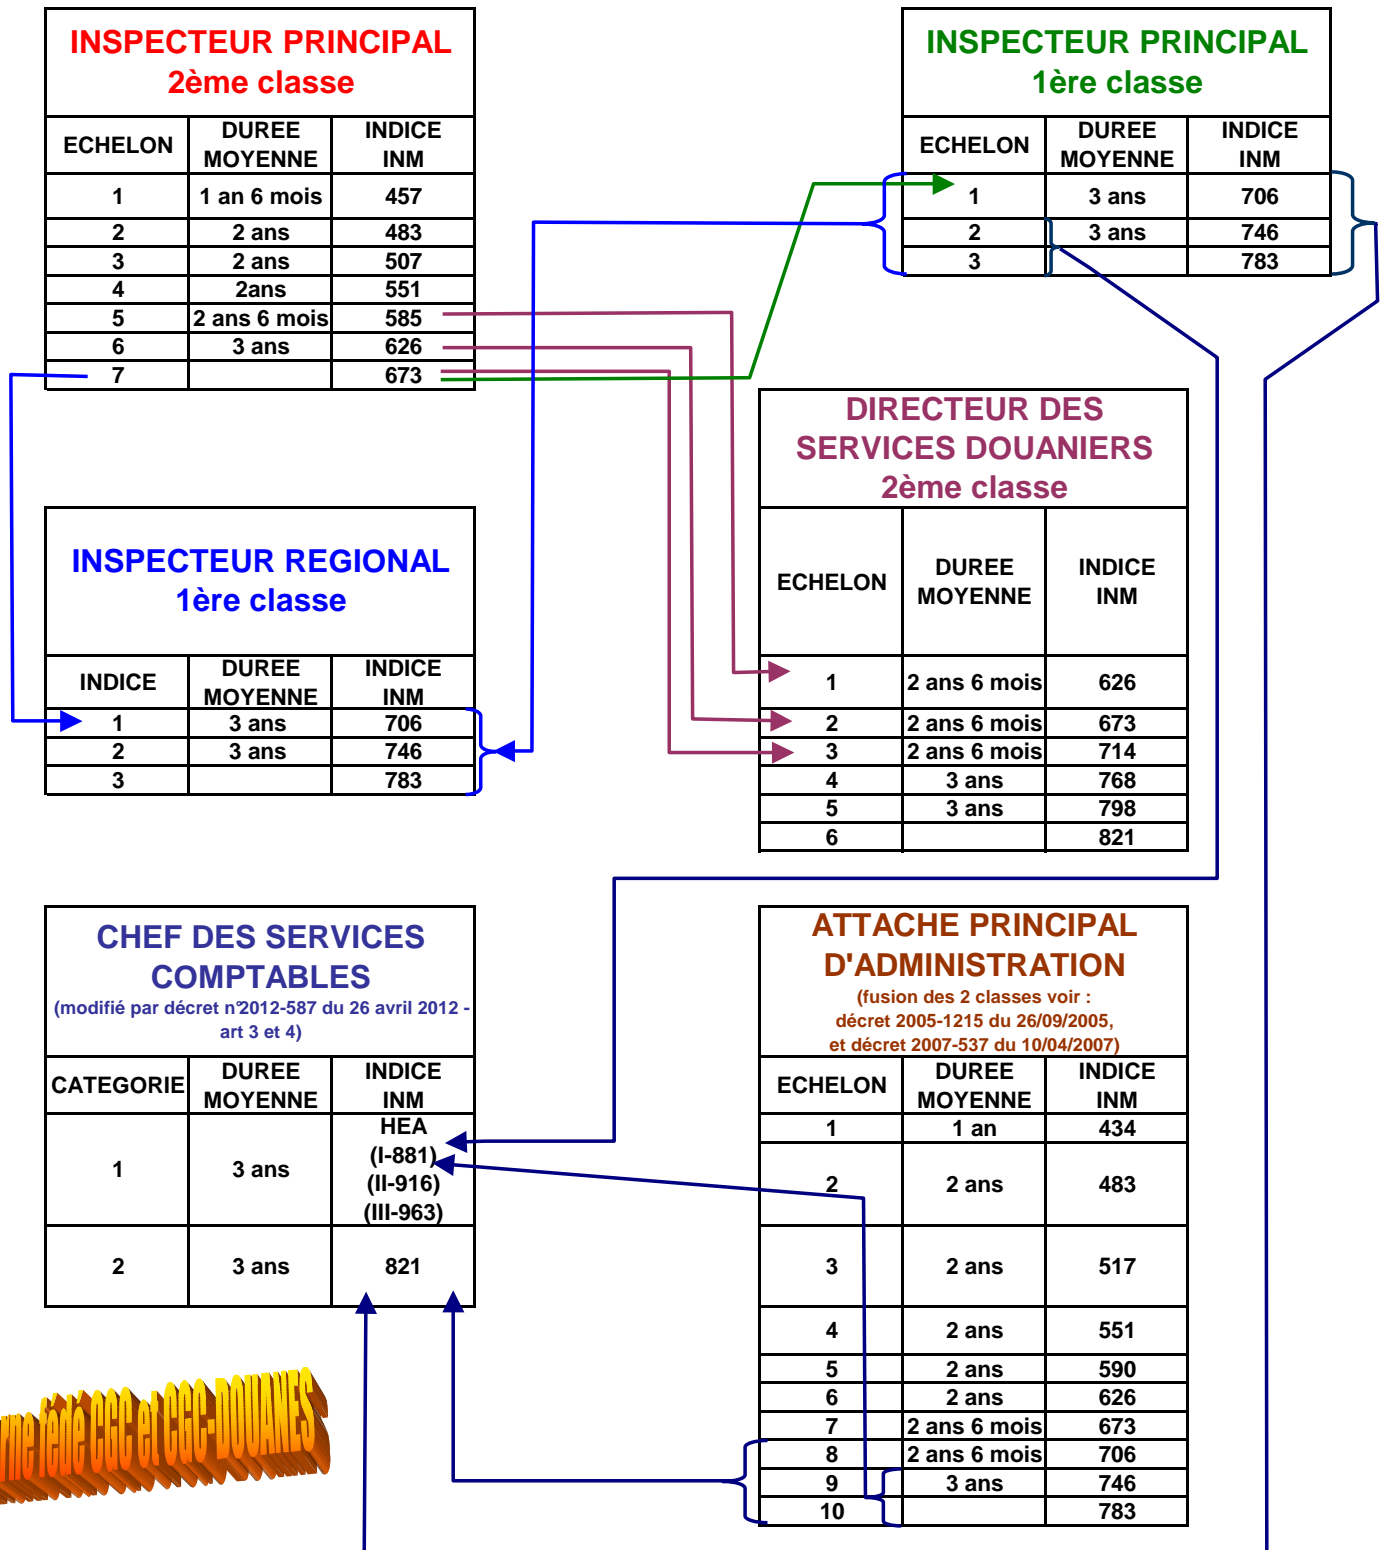 INSPECTEUR PRINCIPAL
2ème classe
ECHELON DUREE MOYENNE INDICE INM
1 1 an 6 mois 457
2 2 ans 483
3 2 ans 507
4 2ans 551
5 2 ans 6 mois 585
6 3 ans 626
7 673
INSPECTEUR PRINCIPAL
1ère classe
ECHELON DUREE MOYENNE INDICE INM
1 3 ans 706
2 3 ans 746
3 783
DIRECTEUR DES
SERVICES DOUANIERS
2ème classe
ECHELON DUREE MOYENNE INDICE INM
1 2 ans 6 mois 626
2 2 ans 6 mois 673
3 2 ans 6 mois 714
4 3 ans 768
5 3 ans 798
6 821
INSPECTEUR REGIONAL
1ère classe
INDICE DUREE MOYENNE INDICE INM
1 3 ans 706
2 3 ans 746
3 783
CHEF DES SERVICES
COMPTABLES
(modifié par décret n°2012-587 du 26 avril 2012 -
art 3 et 4)
CATEGORIE DUREE MOYENNE INDICE INM
1 3 ans HEA
(I-881)
(II-916)
(III-963)
2 3 ans 821
ATTACHE PRINCIPAL
D'ADMINISTRATION
(fusion des 2 classes voir :
décret 2005-1215 du 26/09/2005,
et décret 2007-537 du 10/04/2007)
ECHELON DUREE MOYENNE INDICE INM
1 1 an 434
2 2 ans 483
3 2 ans 517
4 2 ans 551
5 2 ans 590
6 2 ans 626
7 2 ans 6 mois 673
8 2 ans 6 mois 706
9 3 ans 746
10 783
fédé CGC et CGC-DOUANES